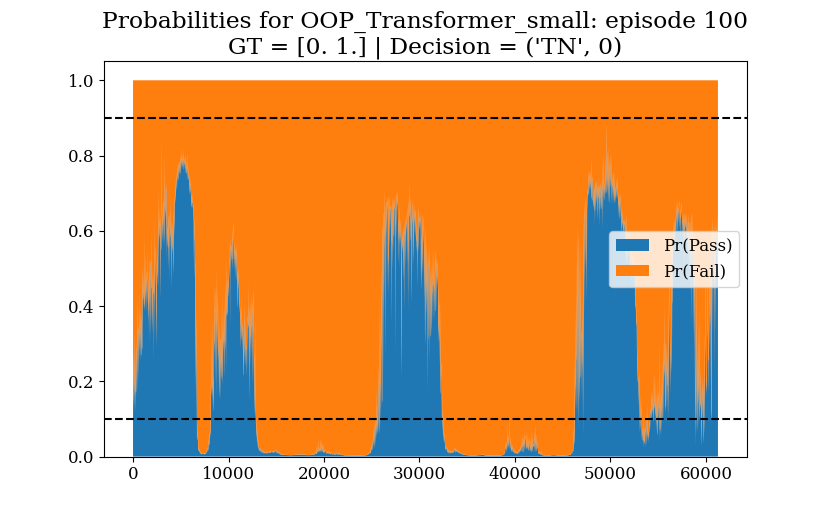 Probabilities for OOP_Transformer_small: episode 100
GT = [0. 1.] | Decision = ('TN', 0)
1.0
0.8
0.6
0.4
0.2
0.0
Pr(Pass)
Pr(Fail)
0 10000 20000 30000 40000 50000 60000